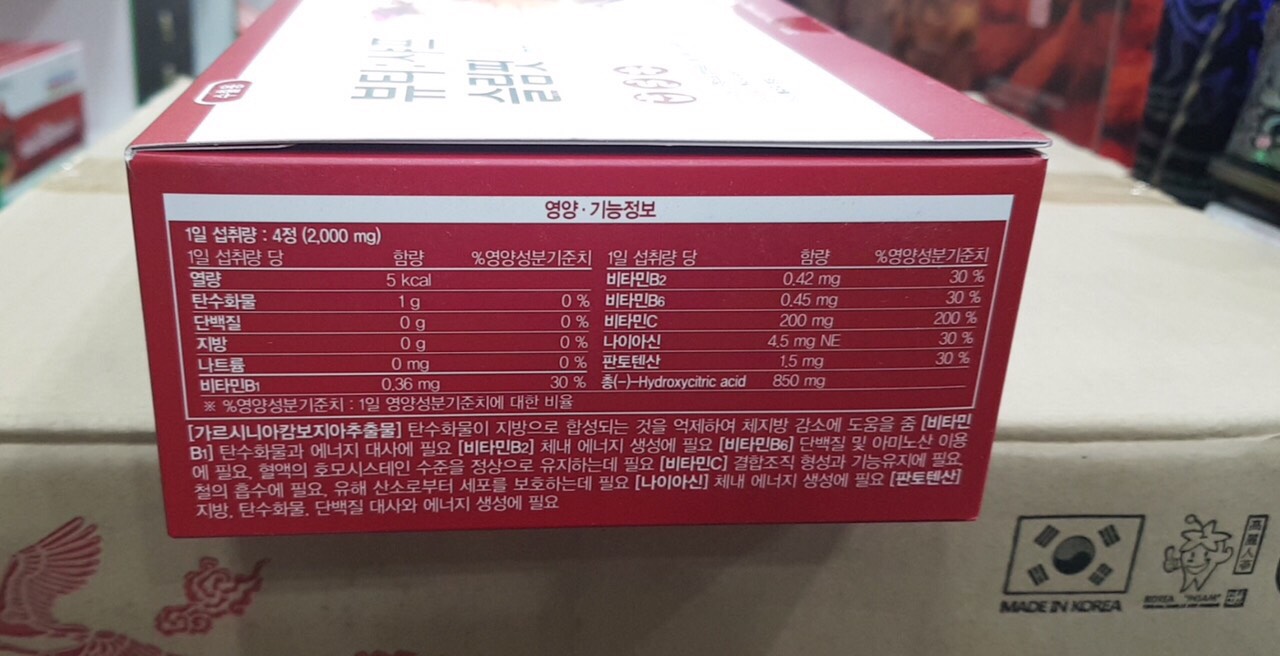 수출용
뷰티·시크
슬림핏
영양·기능정보
1일 섭취량 : 4정 (2,000 mg)
1일 섭취량 당 함량 %영양성분기준치
열량 5 kcal
탄수화물 1 g 0 %
단백질 0 g 0 %
지방 0 g 0 %
나트륨 0 mg 0 %
비타민B1 0.36 mg 30 %
1일 섭취량 당 함량 %영양성분기준치
비타민B2 0.42 mg 30 %
비타민B6 0.45 mg 30 %
비타민C 200 mg 200 %
나이아신 4.5 mg NE 30 %
판토텐산 1.5 mg 30 %
총(-)-Hydroxycitric acid 850 mg
※ %영양성분기준치 : 1일 영양성분기준치에 대한 비율
[가르시니아캄보지아추출물] 탄수화물이 지방으로 합성되는 것을 억제하여 체지방 감소에 도움을 줌 [비타민
B1] 탄수화물과 에너지 대사에 필요 [비타민B2] 체내 에너지 생성에 필요 [비타민B6] 단백질 및 아미노산 이용
에 필요, 혈액의 호모시스테인 수준을 정상으로 유지하는데 필요 [비타민C] 결합조직 형성과 기능유지에 필요,
철의 흡수에 필요, 유해 산소로부터 세포를 보호하는데 필요 [나이아신] 체내 에너지 생성에 필요 [판토텐산]
지방, 탄수화물, 단백질 대사와 에너지 생성에 필요
MADE IN KOREA
高麗人蔘
KOREA "INSAM"